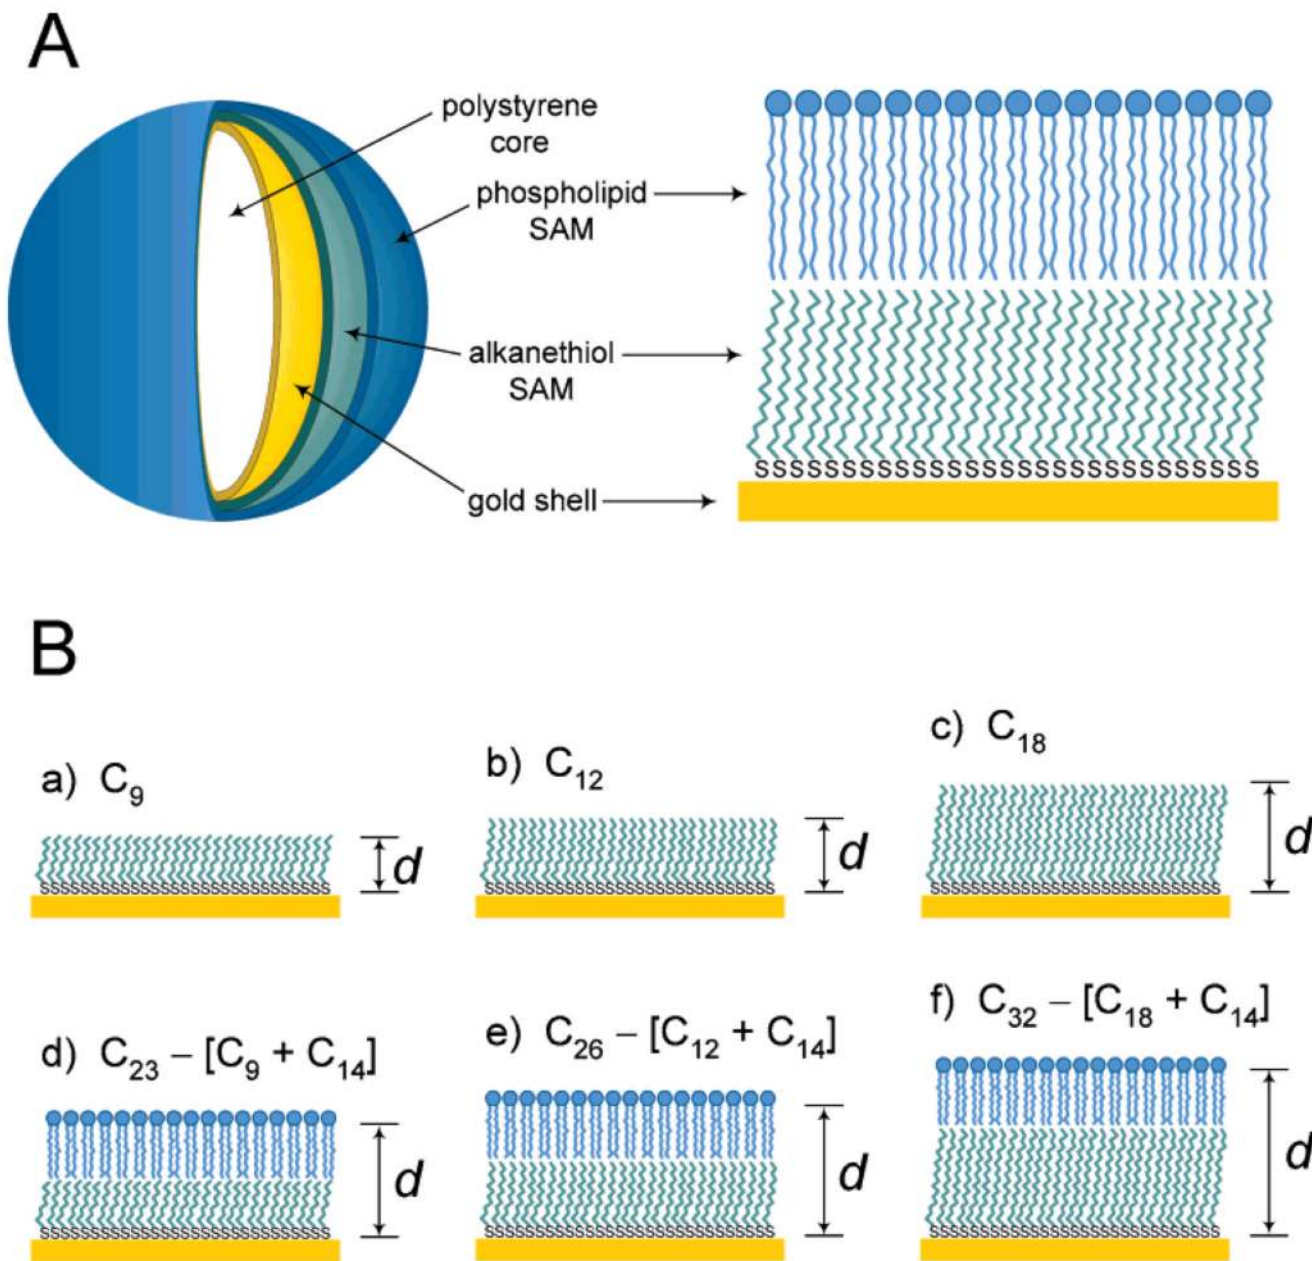 A
polystyrene
core
phospholipid
SAM
alkanethiol
SAM
gold shell
SSSSSSSSSSSSSSSSSSSSSSSSSSSS
B
a) C9
d
b) C12
d
c) C18
d
d) C23 – [C9 + C14]
d
e) C26 – [C12 + C14]
d
f) C32 – [C18 + C14]
d